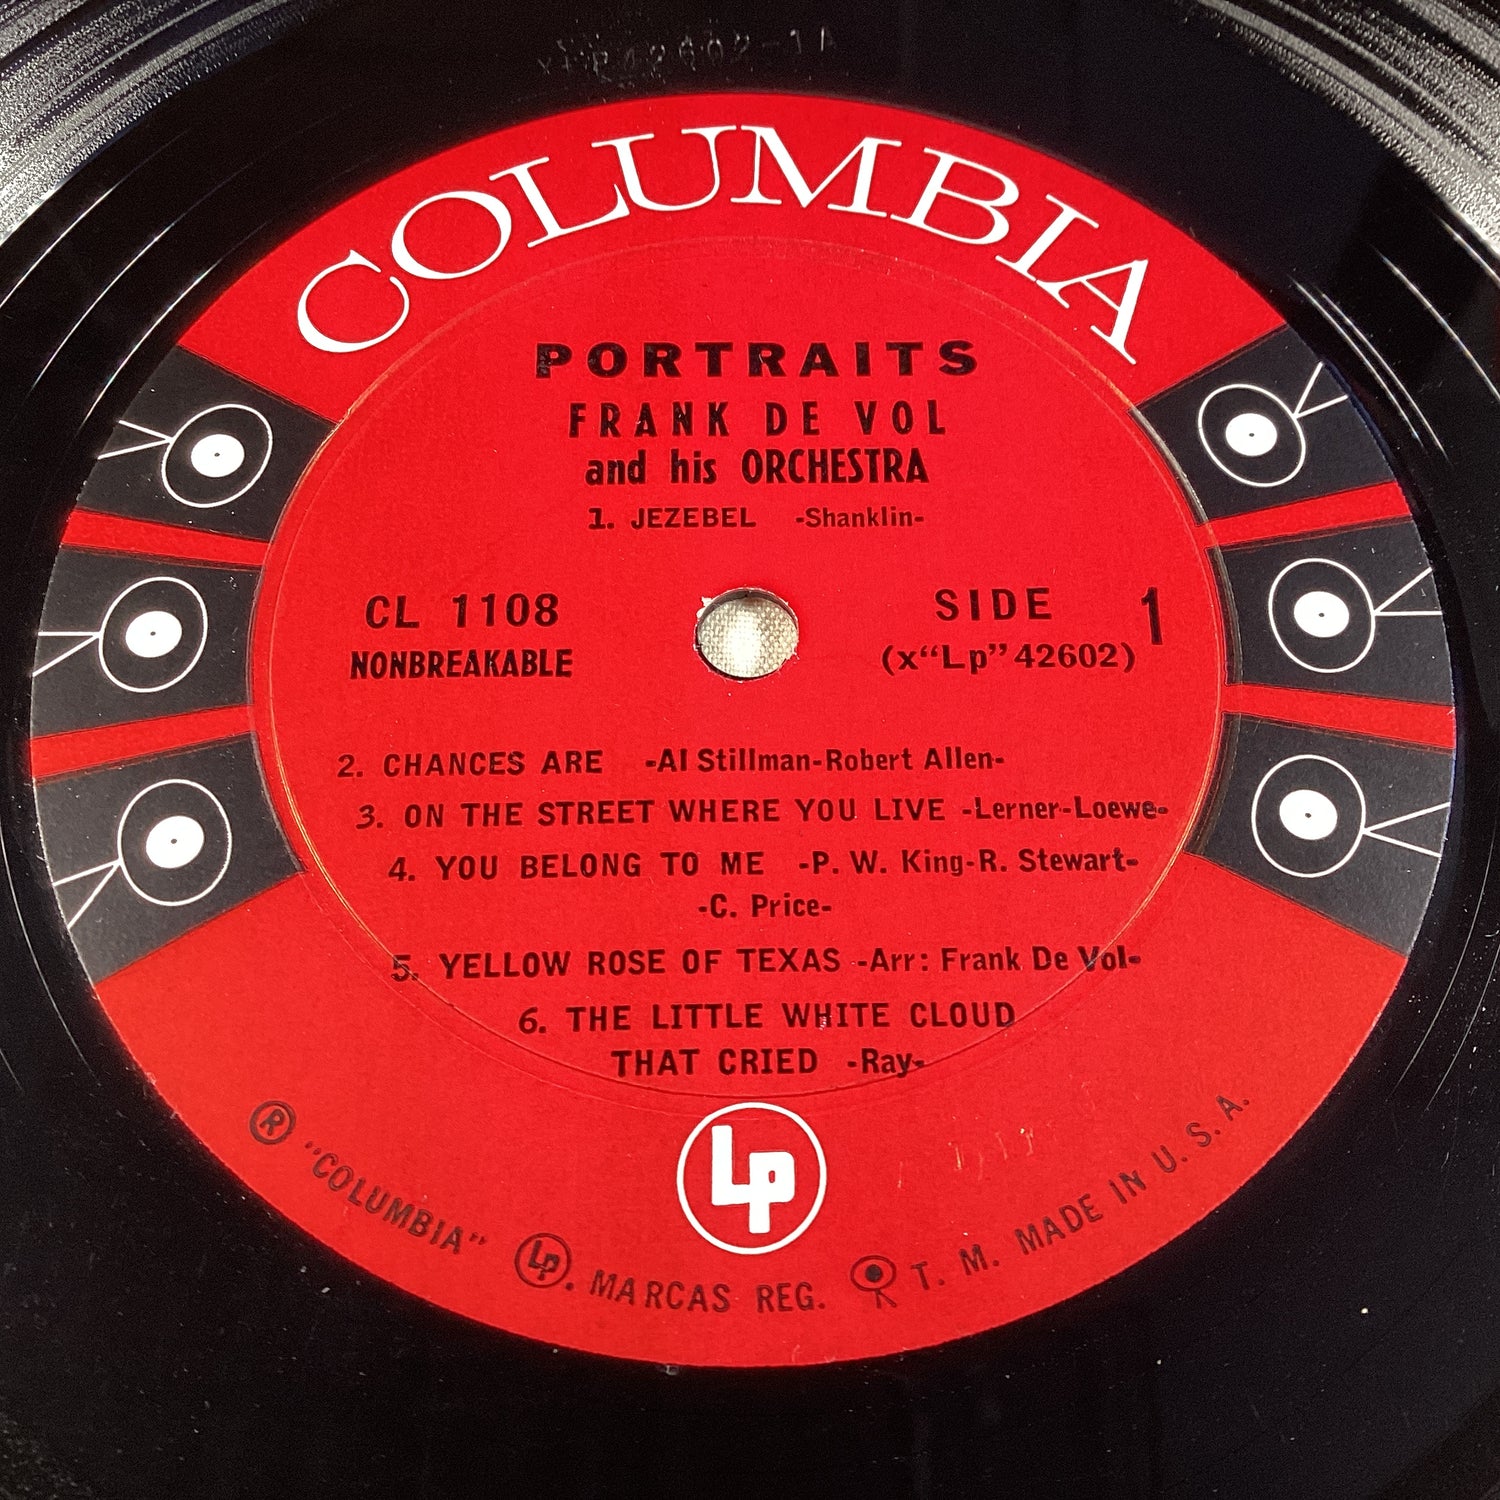 COLUMBIA
PORTRAITS
FRANK DE VOL
and his ORCHESTRA
1. JEZEBEL -Shanklin-
CL 1108
NONBREAKABLE
SIDE 1
(x“Lp” 42602)
2. CHANCES ARE -Al Stillman-Robert Allen-
3. ON THE STREET WHERE YOU LIVE -Lerner-Loewe-
4. YOU BELONG TO ME -P. W. King-R. Stewart-
-C. Price-
5. YELLOW ROSE OF TEXAS -Arr: Frank De Vol-
6. THE LITTLE WHITE CLOUD
THAT CRIED -Ray-
Lp
® "COLUMBIA" Lp. MARCAS REG. T. M. MADE IN U. S. A.